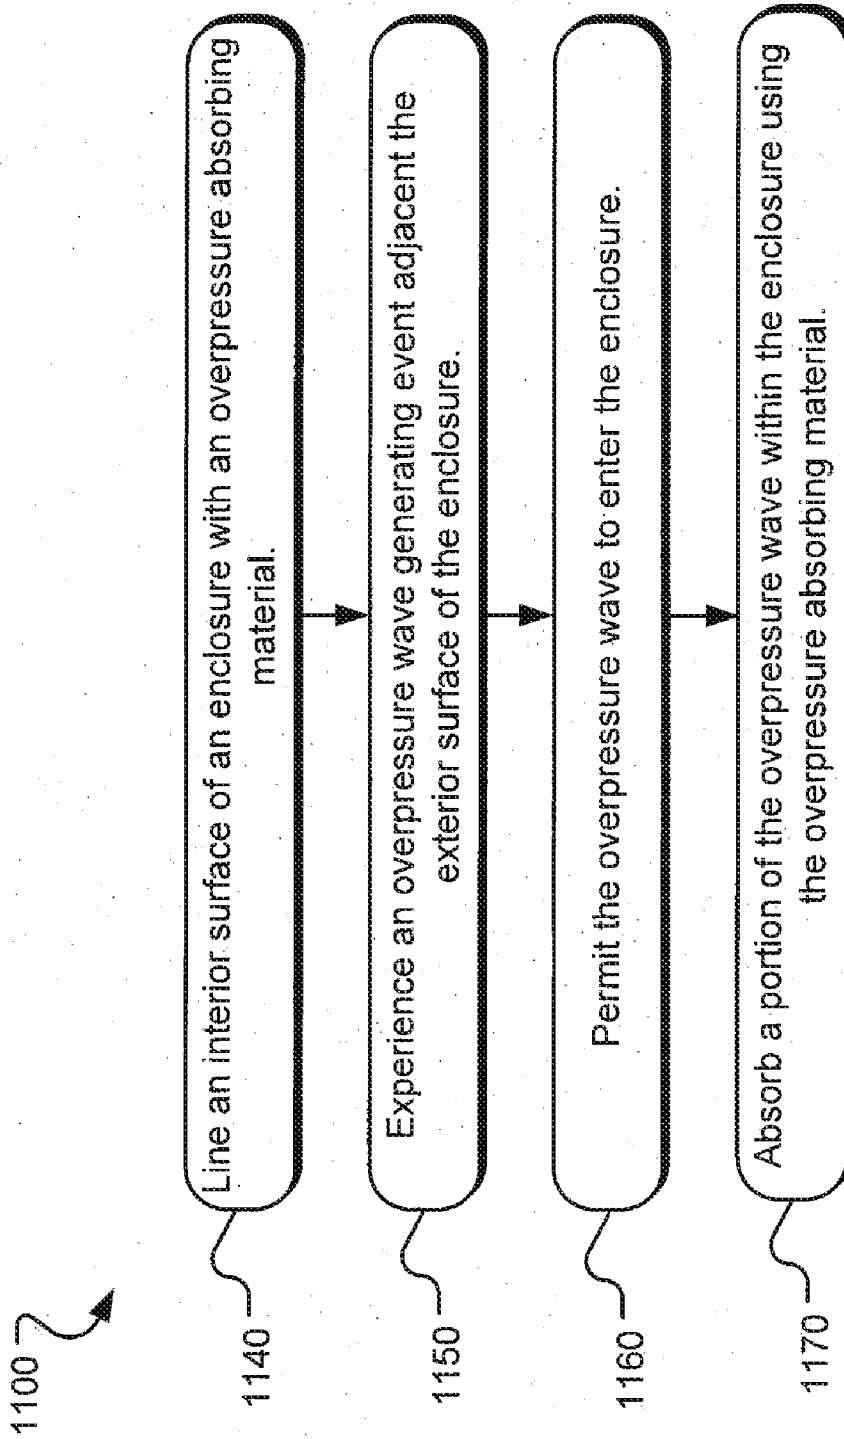 1100
1140
Line an interior surface of an enclosure with an overpressure absorbing
material.
1150
Experience an overpressure wave generating event adjacent the
exterior surface of the enclosure.
1160
Permit the overpressure wave to enter the enclosure.
1170
Absorb a portion of the overpressure wave within the enclosure using
the overpressure absorbing material.